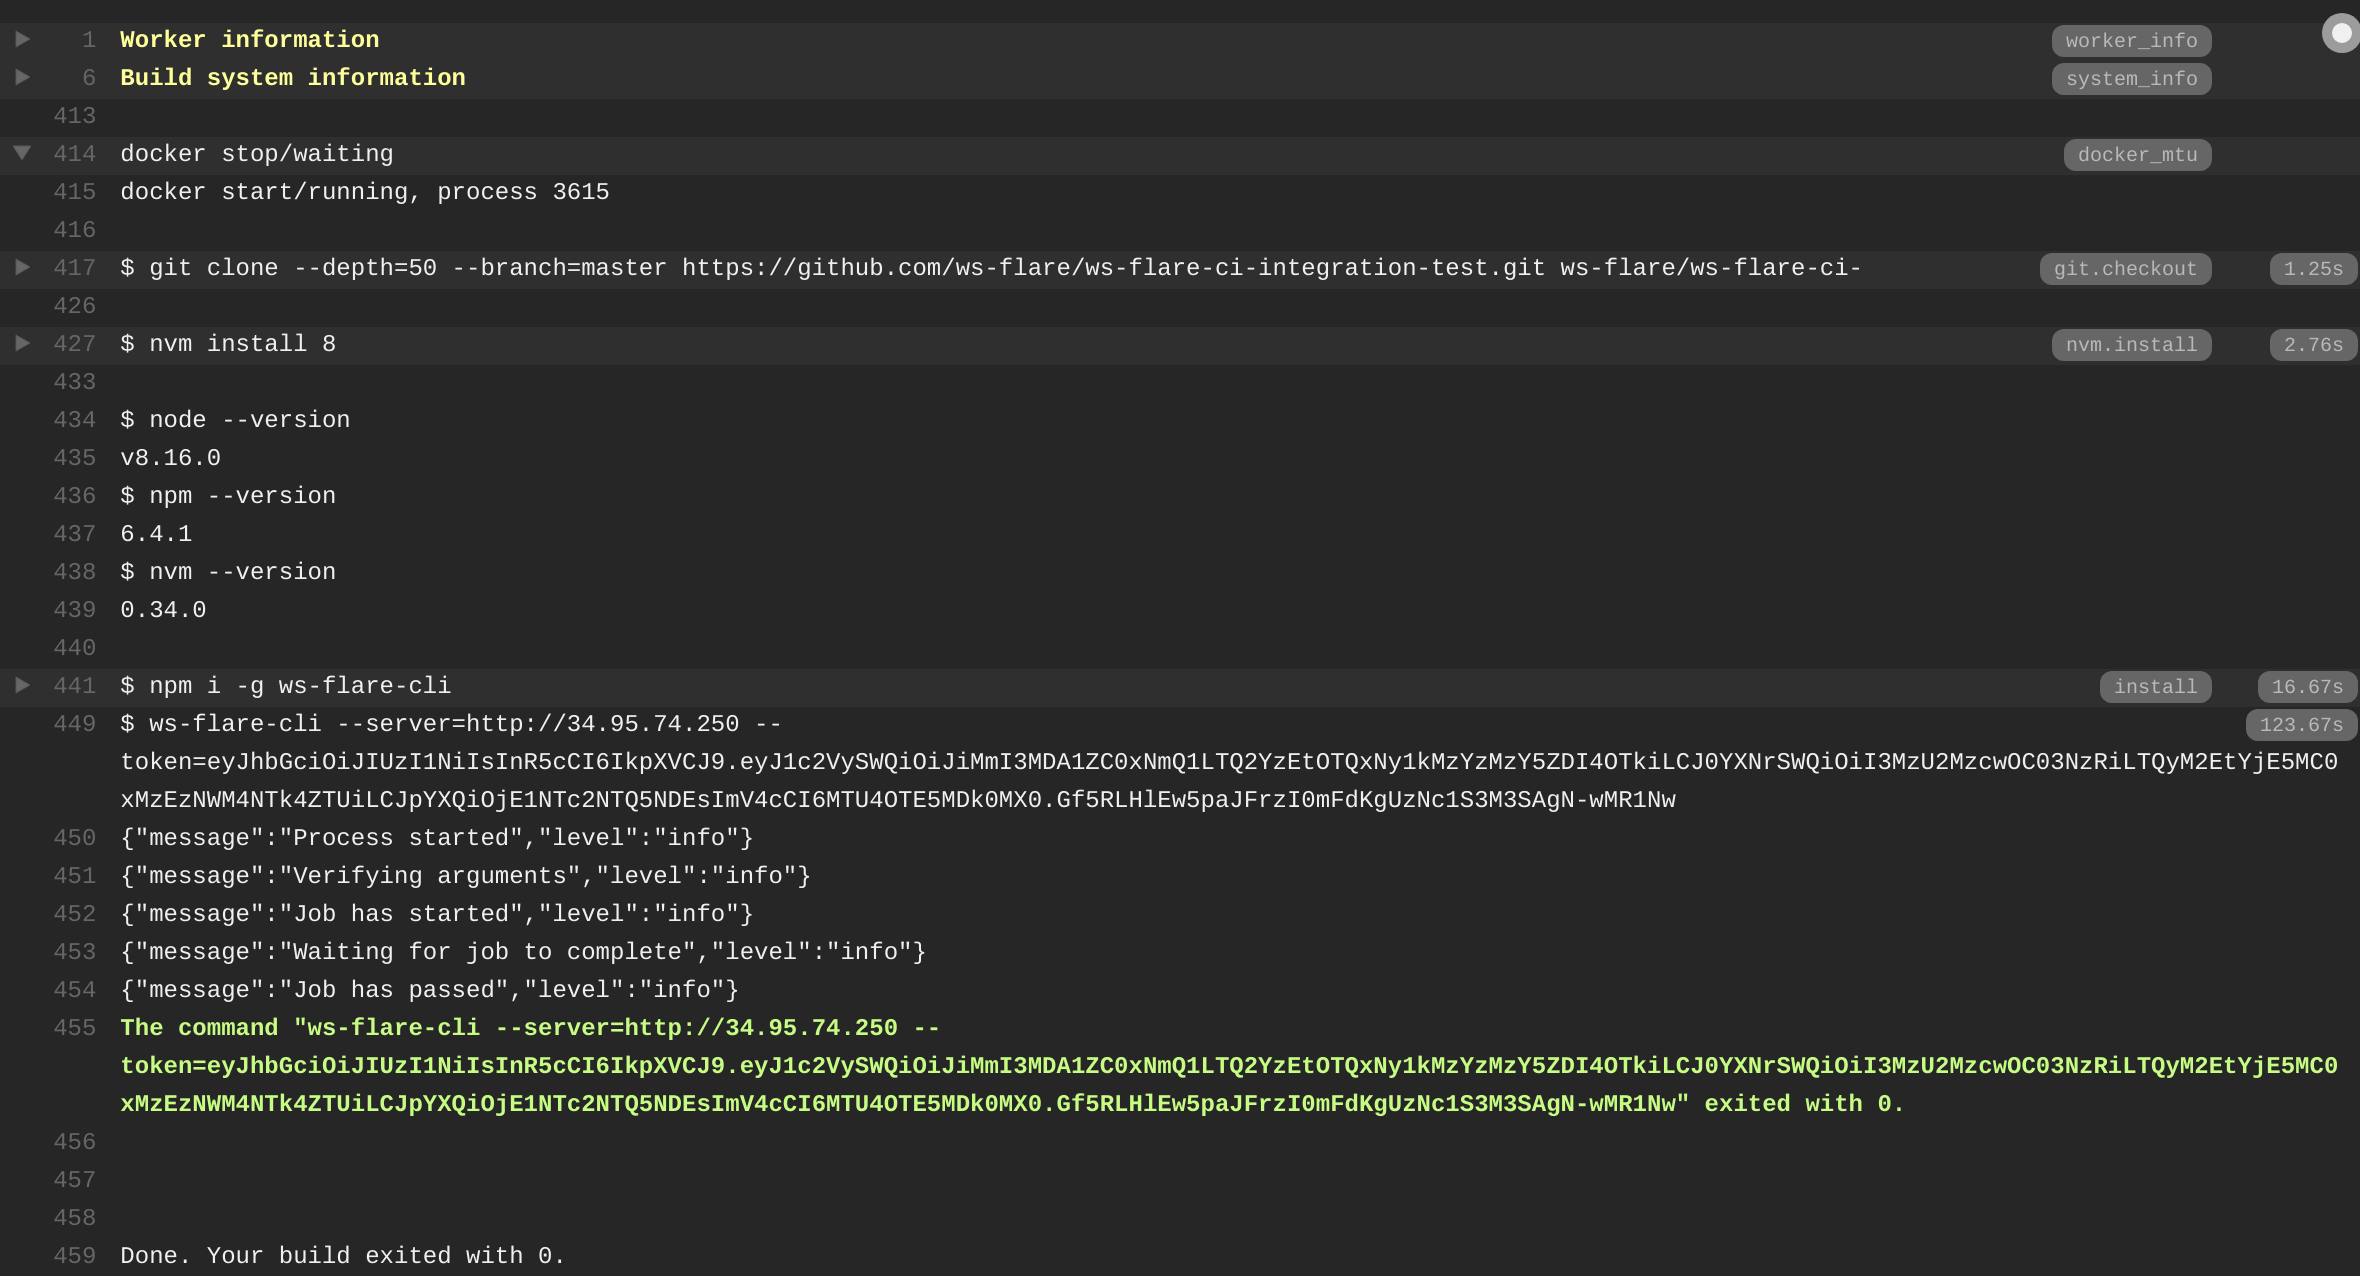 1 Worker information worker_info
6 Build system information system_info
413
414 docker stop/waiting docker_mtu
415 docker start/running, process 3615
416
417 $ git clone --depth=50 --branch=master https://github.com/ws-flare/ws-flare-ci-integration-test.git ws-flare/ws-flare-ci- git.checkout 1.25s
426
427 $ nvm install 8 nvm.install 2.76s
433
434 $ node --version
435 v8.16.0
436 $ npm --version
437 6.4.1
438 $ nvm --version
439 0.34.0
440
441 $ npm i -g ws-flare-cli install 16.67s
449 $ ws-flare-cli --server=http://34.95.74.250 -- 123.67s
token=eyJhbGciOiJIUzI1NiIsInR5cCI6IkpXVCJ9.eyJ1c2VySWQiOiJiMmI3MDA1ZC0xNmQ1LTQ2YzEtOTQxNy1kMzYzMzY5ZDI4OTkiLCJ0YXNrSWQiOiI3MzU2MzcwOC03NzRiLTQyM2EtYjE5MC0
xMzEzNWM4NTk4ZTUiLCJpYXQiOjE1NTc2NTQ5NDEsImV4cCI6MTU4OTE5MDk0MX0.Gf5RLHlEw5paJFrzI0mFdKgUzNc1S3M3SAgN-wMR1Nw
450 {"message":"Process started","level":"info"}
451 {"message":"Verifying arguments","level":"info"}
452 {"message":"Job has started","level":"info"}
453 {"message":"Waiting for job to complete","level":"info"}
454 {"message":"Job has passed","level":"info"}
455 The command "ws-flare-cli --server=http://34.95.74.250 --
token=eyJhbGciOiJIUzI1NiIsInR5cCI6IkpXVCJ9.eyJ1c2VySWQiOiJiMmI3MDA1ZC0xNmQ1LTQ2YzEtOTQxNy1kMzYzMzY5ZDI4OTkiLCJ0YXNrSWQiOiI3MzU2MzcwOC03NzRiLTQyM2EtYjE5MC0
xMzEzNWM4NTk4ZTUiLCJpYXQiOjE1NTc2NTQ5NDEsImV4cCI6MTU4OTE5MDk0MX0.Gf5RLHlEw5paJFrzI0mFdKgUzNc1S3M3SAgN-wMR1Nw" exited with 0.
456
457
458
459 Done. Your build exited with 0.